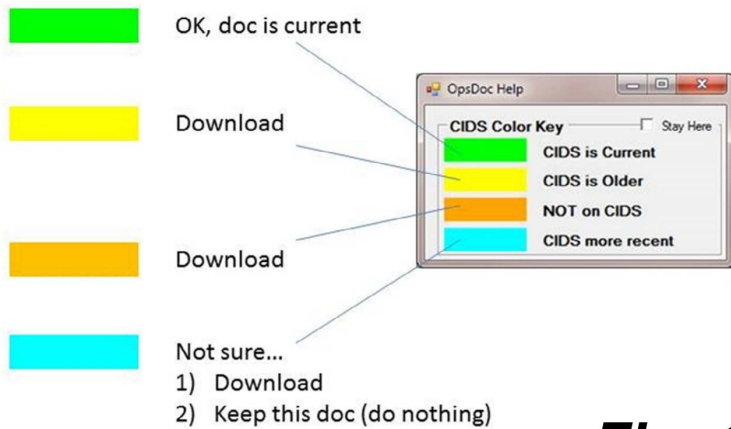 OK, doc is current
Download
Download
Not sure...
1) Download
2) Keep this doc (do nothing)
OpsDoc Help
CIDS Color Key
Stay Here
CIDS is Current
CIDS is Older
NOT on CIDS
CIDS more recent